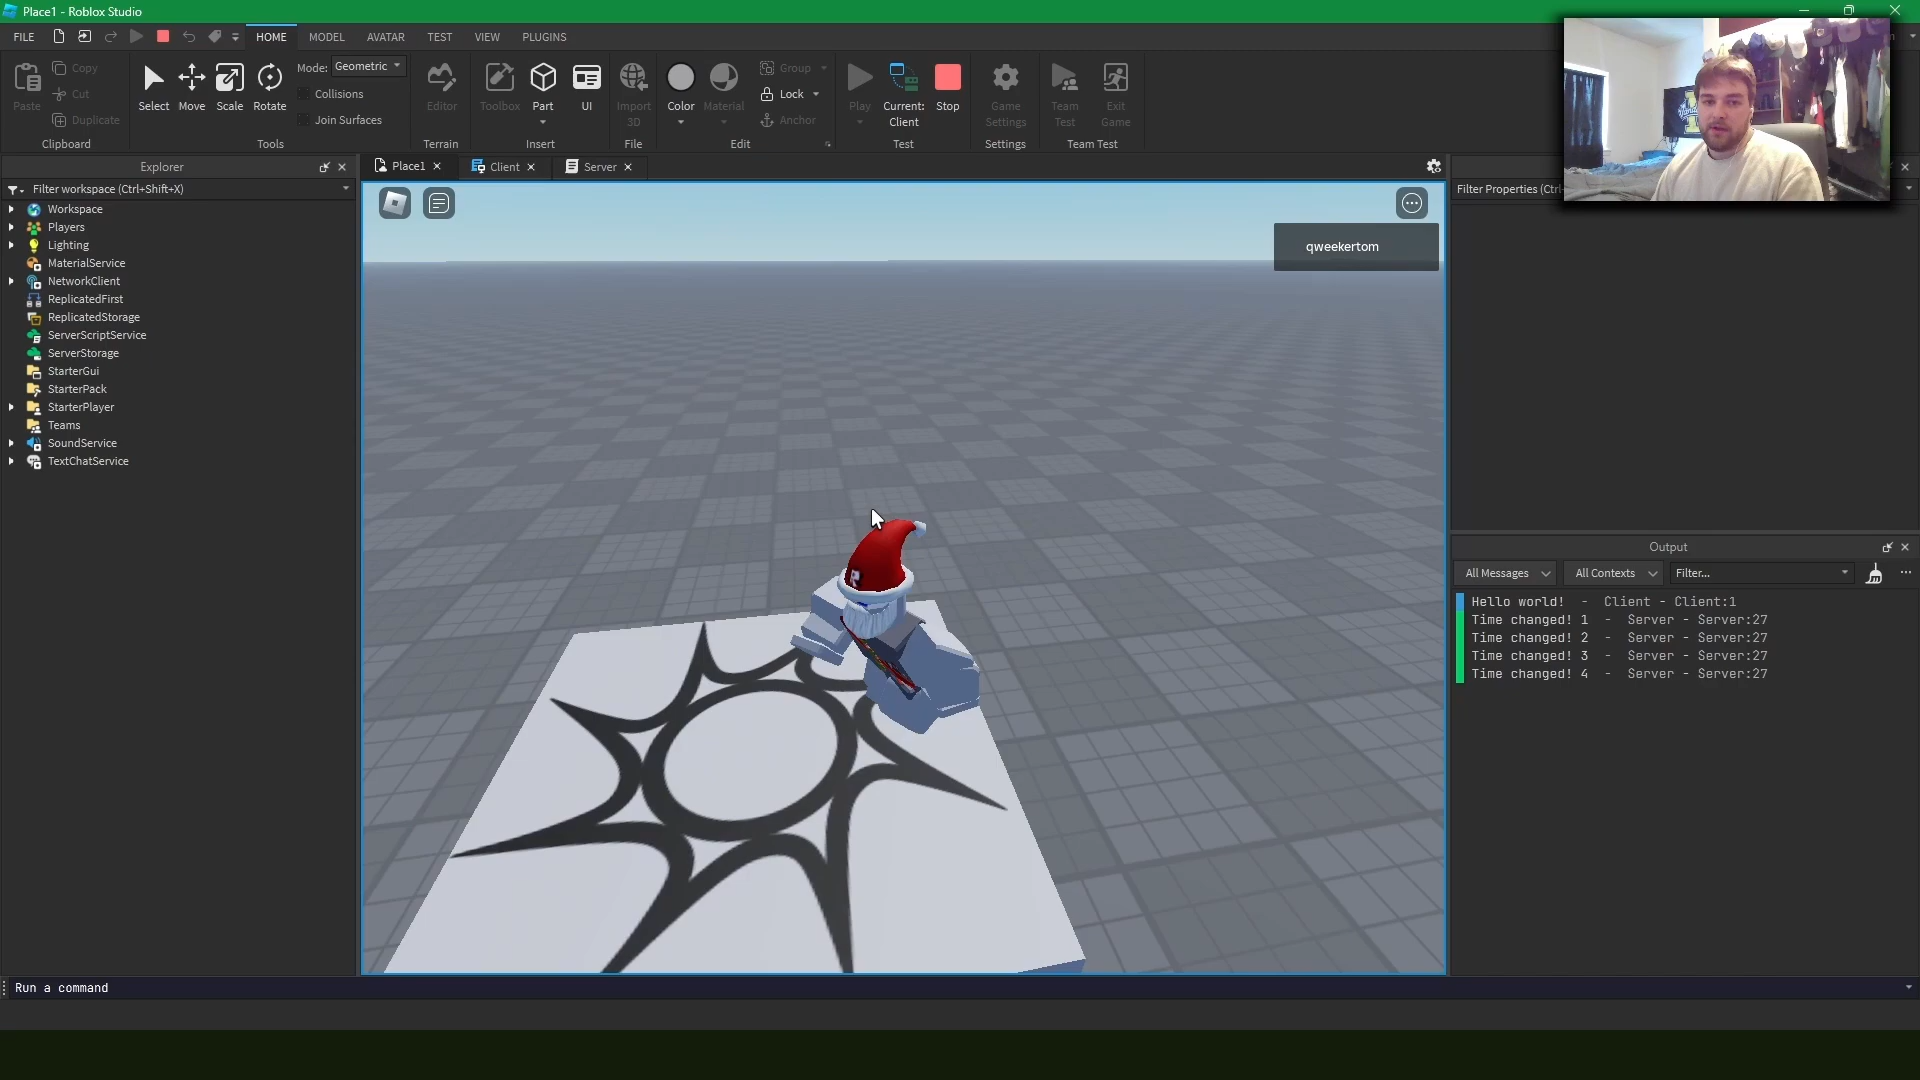 Place1 - Roblox Studio
FILE
HOME
MODEL
AVATAR
TEST
VIEW
PLUGINS
Paste
Copy
Cut
Duplicate
Clipboard
Select
Move
Scale
Rotate
Mode: Geometric
Collisions
Join Surfaces
Tools
Editor
Terrain
Toolbox
Part
UI
Insert
Import 3D
File
Color
Material
Group
Lock
Anchor
Edit
Play
Current: Client
Stop
Test
Game Settings
Settings
Team Test
Exit Game
Team Test
Explorer
Place1
Client
Server
Filter workspace (Ctrl+Shift+X)
Filter Properties (Ctrl
Workspace
Players
Lighting
MaterialService
NetworkClient
ReplicatedFirst
ReplicatedStorage
ServerScriptService
ServerStorage
StarterGui
StarterPack
StarterPlayer
Teams
SoundService
TextChatService
qweekertom
R
Output
All Messages
All Contexts
Filter...
Hello world! - Client - Client:1
Time changed! 1 - Server - Server:27
Time changed! 2 - Server - Server:27
Time changed! 3 - Server - Server:27
Time changed! 4 - Server - Server:27
Run a command